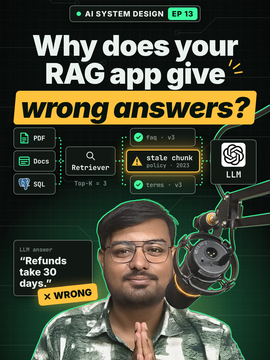 AI SYSTEM DESIGN EP 13
Why does your
RAG app give
wrong answers?
PDF
Docs
SQL
Retriever
Top-K = 3
faq · v3
stale chunk
policy · 2023
terms · v3
LLM
LLM answer
“Refunds
take 30
days.”
× WRONG